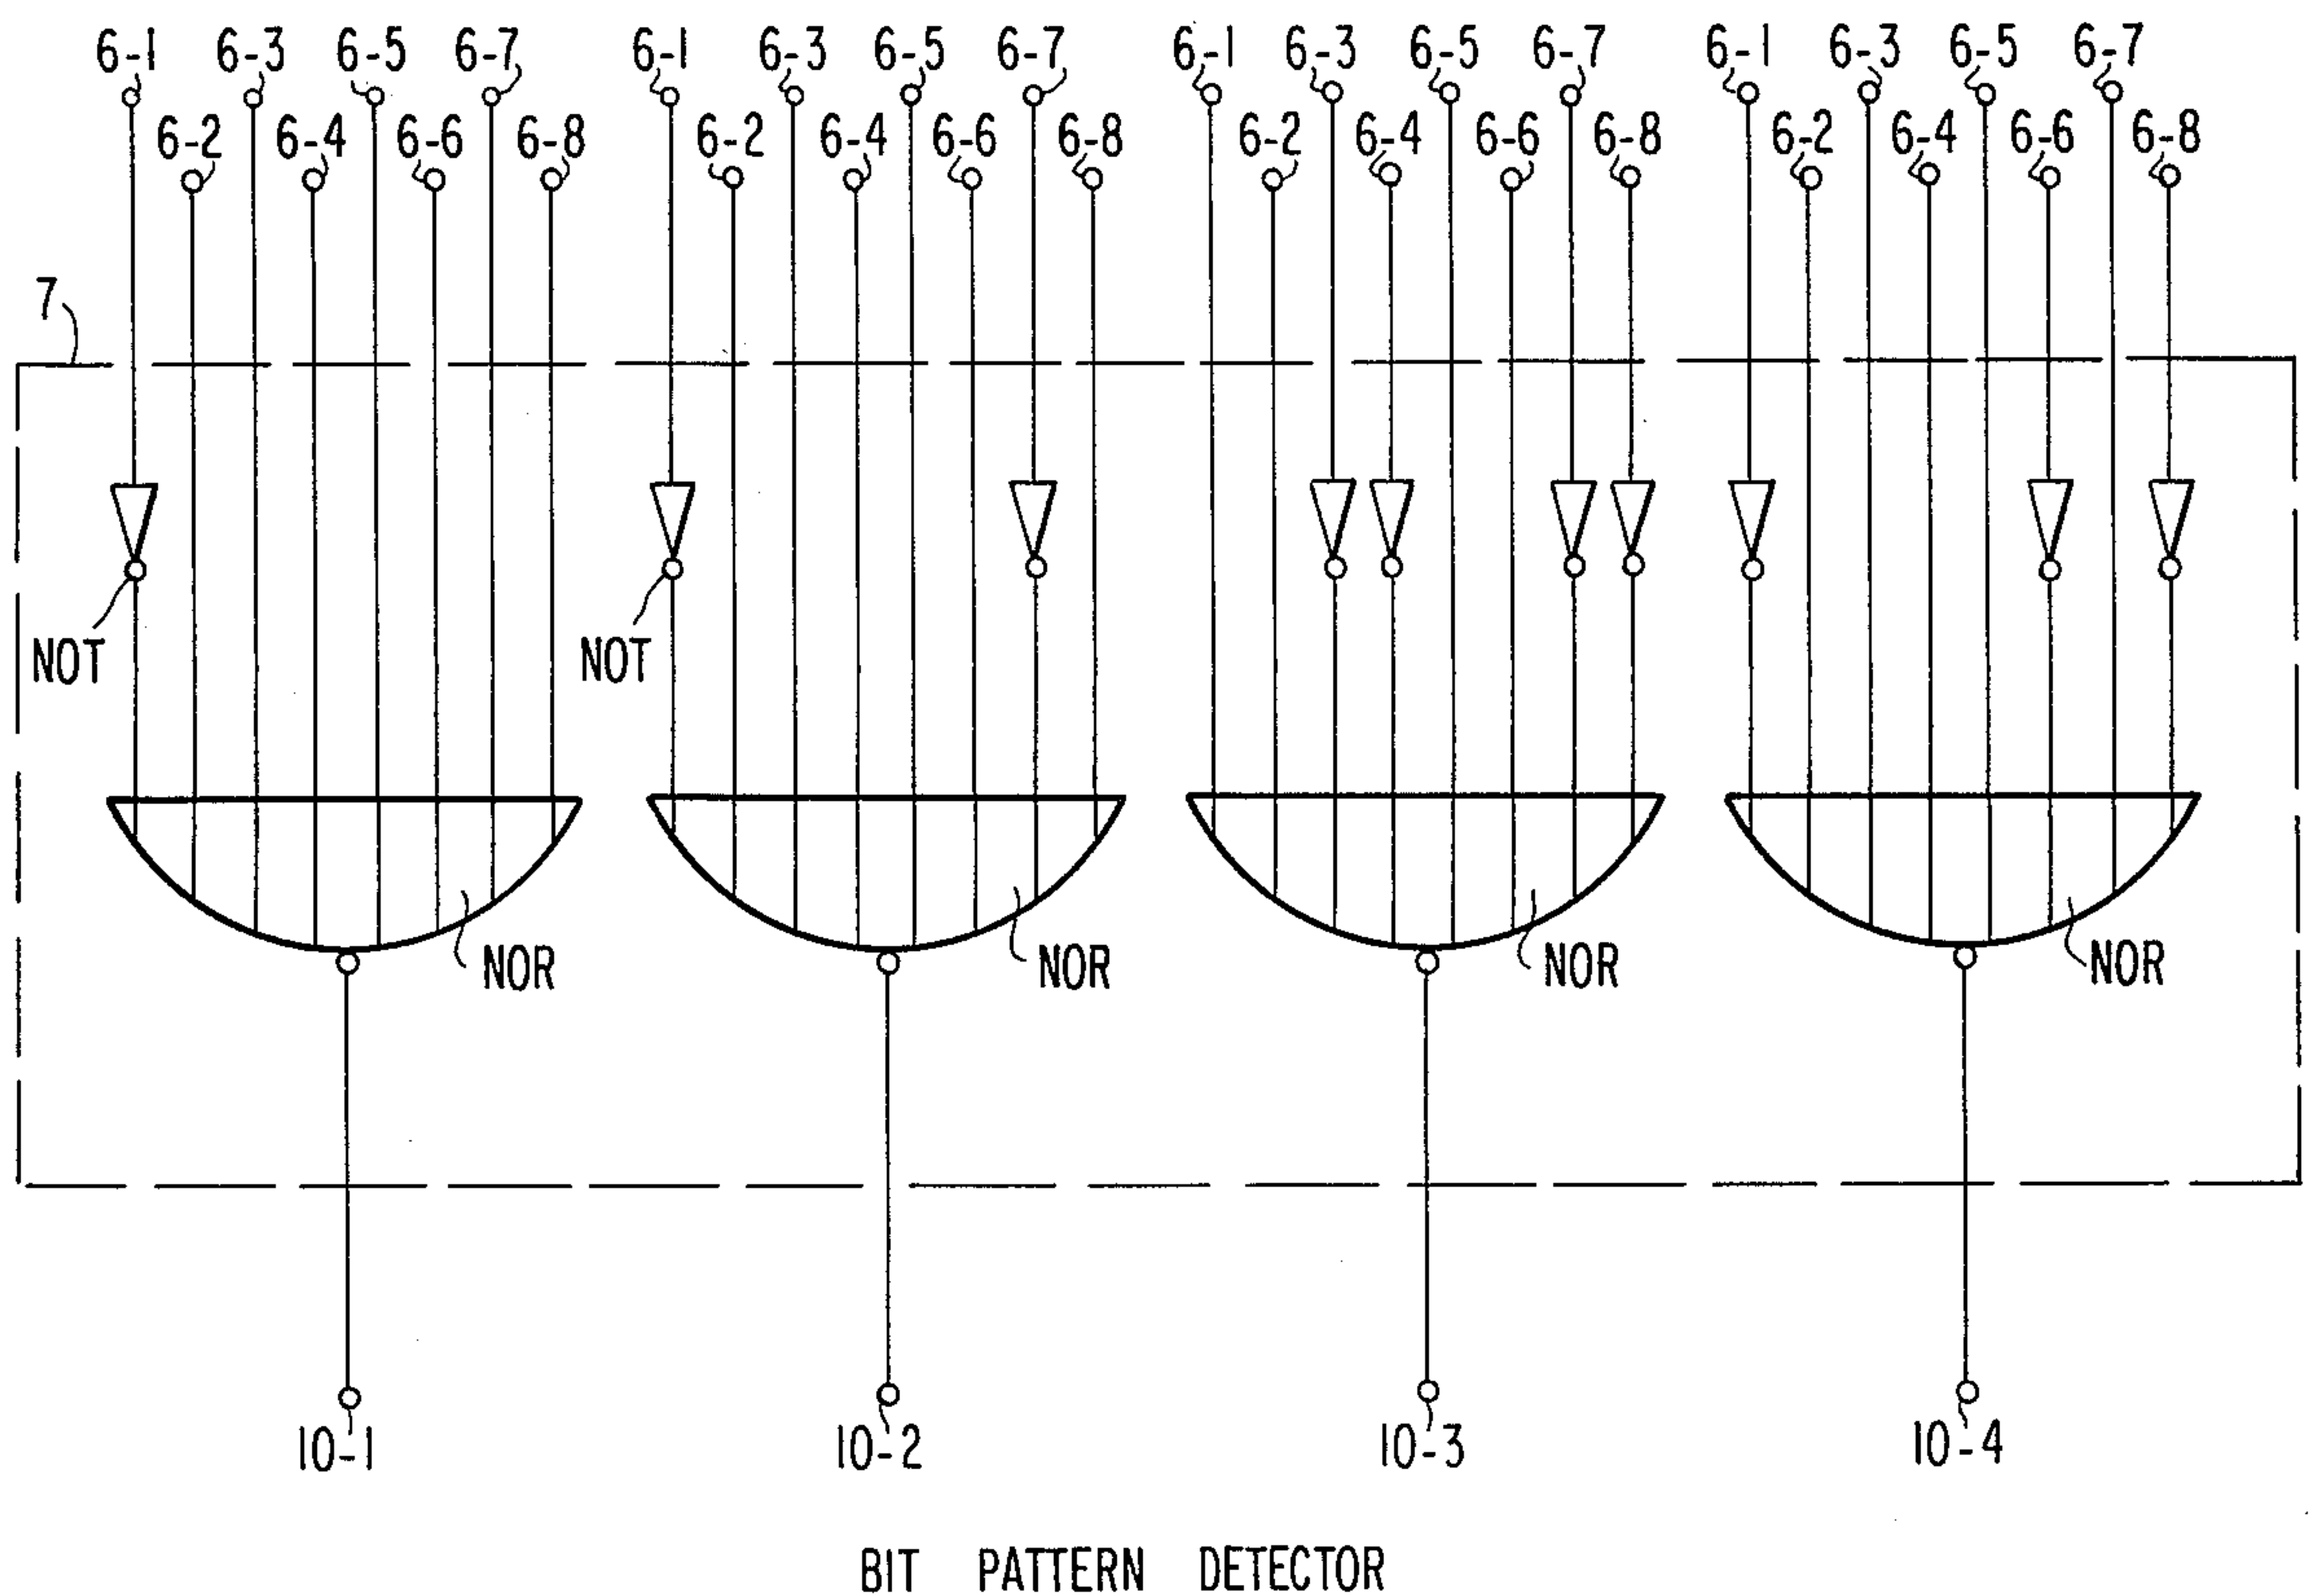 6-1 6-3 6-5 6-7 6-1 6-3 6-5 6-7 6-1 6-3 6-5 6-7 6-1 6-3 6-5 6-7
6-2 6-4 6-6 6-8 6-2 6-4 6-6 6-8 6-2 6-4 6-6 6-8 6-2 6-4 6-6 6-8
7
NOT NOT
NOR NOR NOR NOR
10-1 10-2 10-3 10-4
BIT PATTERN DETECTOR